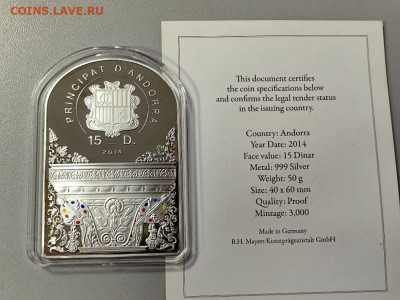 COINS.LAVE.RU
PRINCIPAT D'ANDORRA
15 D.
2014
This document certifies
the coin specifications below
and confirms the legal tender status
in the issuing country.
Country: Andorra
Year Date: 2014
Face value: 15 Dinar
Metal: 999 Silver
Weight: 50 g
Size: 40 x 60 mm
Quality: Proof
Mintage: 3,000
Made in Germany
B.H. Mayers Kunstprägeanstalt GmbH